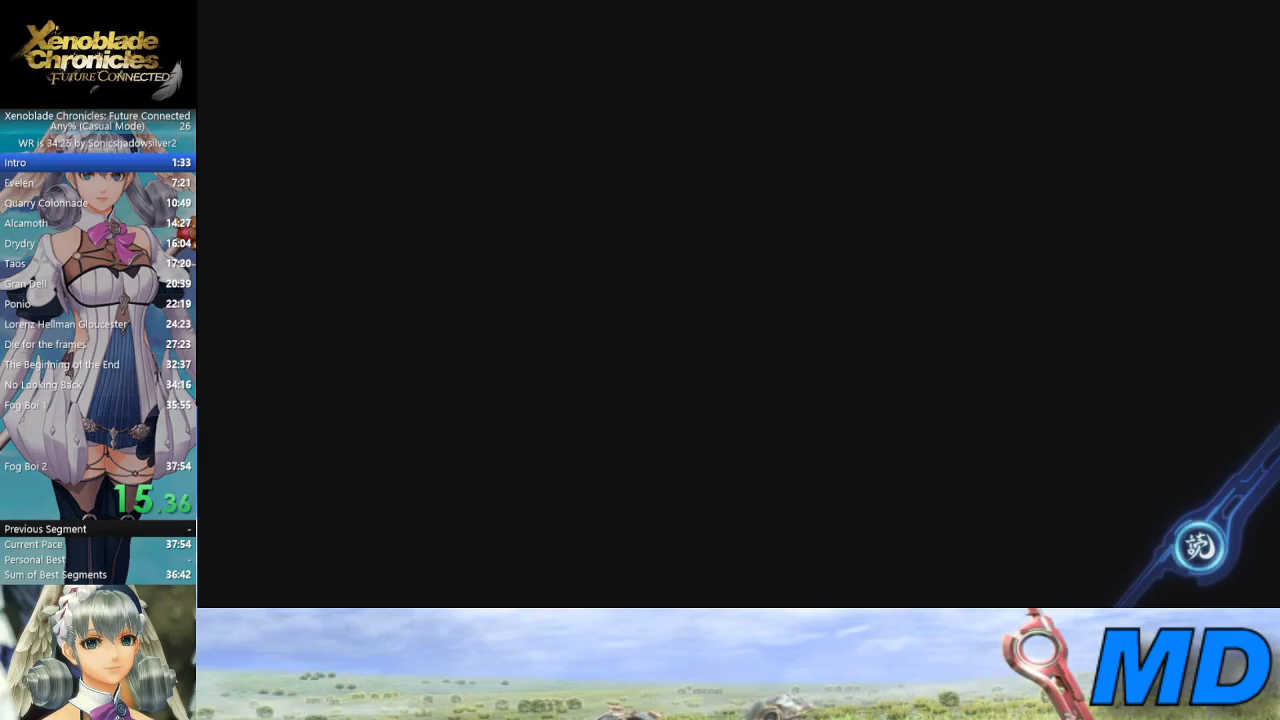 Xenoblade
Chronicles
FUTURE CONNECTED
Xenoblade Chronicles: Future Connected
Any% (Casual Mode) 26
WR is 34:25 by Sonicshadowsilver2
Intro 1:33
Evelen 7:21
Quarry Colonnade 10:49
Alcamoth 14:27
Drydry 16:04
Taos 17:20
Gran Dell 20:39
Ponio 22:19
Lorenz Hellman Gloucester 24:23
Die for the frames 27:23
The Beginning of the End 32:37
No Looking Back 34:16
Fog Boi 1 35:55
Fog Boi 2 37:54
15.36
Previous Segment -
Current Pace 37:54
Personal Best -
Sum of Best Segments 36:42
MD